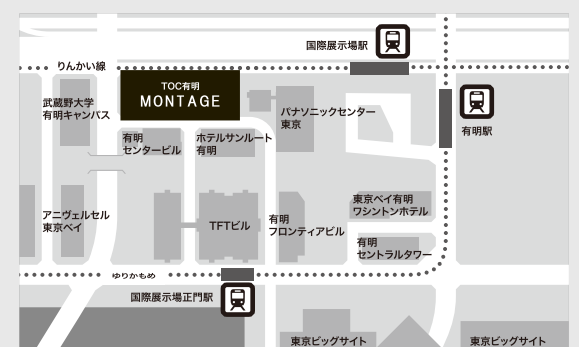 国際展示場駅
りんかい線
TOC有明
MONTAGE
武蔵野大学
有明キャンパス
パナソニックセンター
東京
有明駅
有明
センタービル
ホテルサンルート
有明
アニヴェルセル
東京ベイ
TFTビル
有明
フロンティアビル
東京ベイ有明
ワシントンホテル
有明
セントラルタワー
ゆりかもめ
国際展示場正門駅
東京ビッグサイト
東京ビッグサイト